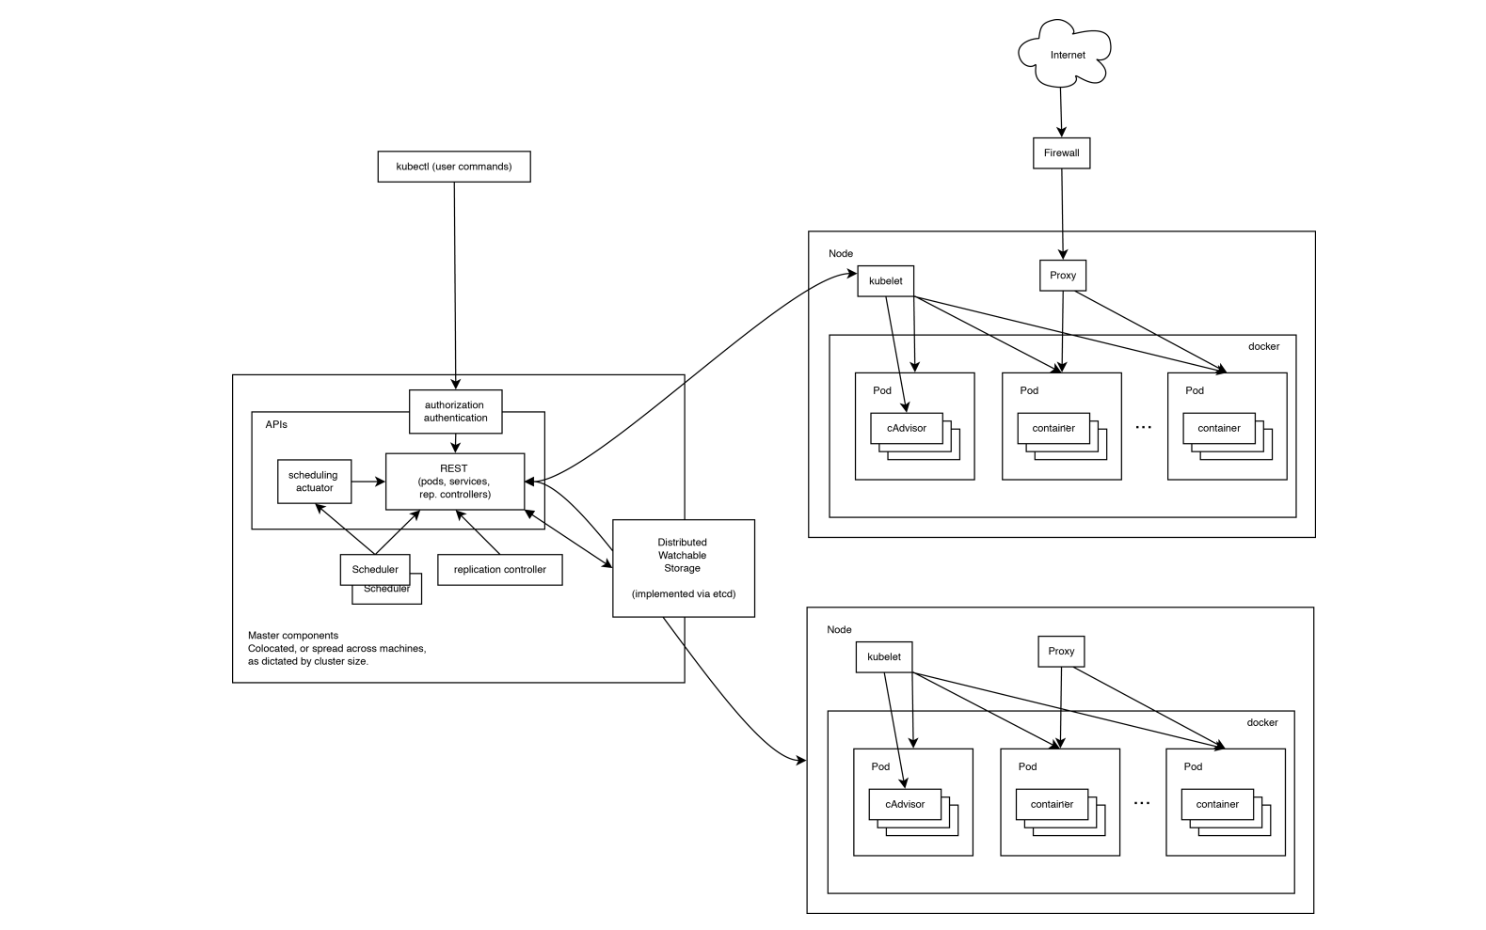 Internet
Firewall
kubectl (user commands)
Node
kubelet
Proxy
docker
Pod
cAdvisor
Pod
container
...
Pod
container
authorization
authentication
APIs
scheduling
actuator
REST
(pods, services,
rep. controllers)
Scheduler
Scheduler
replication controller
Distributed
Watchable
Storage
(implemented via etcd)
Master components
Colocated, or spread across machines,
as dictated by cluster size.
Node
kubelet
Proxy
docker
Pod
cAdvisor
Pod
container
...
Pod
container